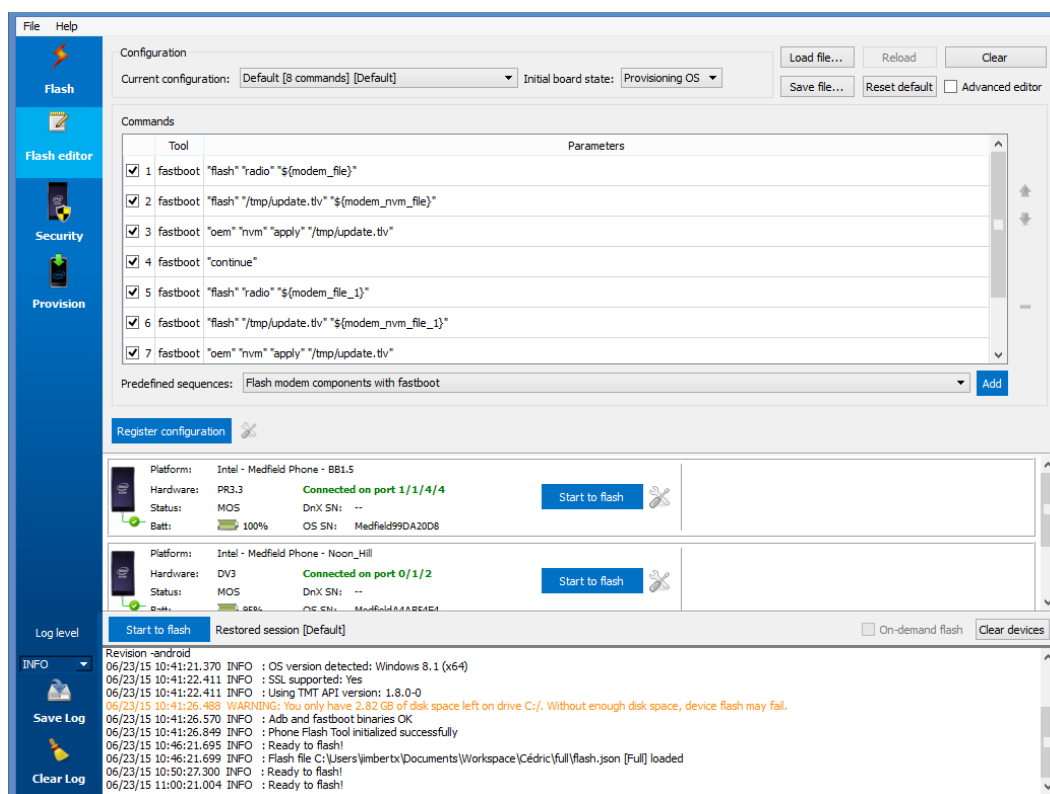 File Help
Flash
Flash editor
Security
Provision
Log level
INFO
Save Log
Clear Log
Configuration
Current configuration: Default [8 commands] [Default] Initial board state: Provisioning OS
Load file... Reload Clear
Save file... Reset default Advanced editor
Commands
Tool Parameters
1 fastboot "flash" "radio" "${modem_file}"
2 fastboot "flash" "/tmp/update.tlv" "${modem_nvm_file}"
3 fastboot "oem" "nvm" "apply" "/tmp/update.tlv"
4 fastboot "continue"
5 fastboot "flash" "radio" "${modem_file_1}"
6 fastboot "flash" "/tmp/update.tlv" "${modem_nvm_file_1}"
7 fastboot "oem" "nvm" "apply" "/tmp/update.tlv"
Predefined sequences: Flash modem components with fastboot Add
Register configuration
Platform: Intel - Medfield Phone - BB1.5
Hardware: PR3.3 Connected on port 1/1/4/4
Status: MOS DnX SN: --
Batt: 100% OS SN: Medfield99DA20D8
Start to flash
Platform: Intel - Medfield Phone - Noon_Hill
Hardware: DV3 Connected on port 0/1/2
Status: MOS DnX SN: --
Batt: 95% OS SN:
Start to flash
Start to flash Restored session [Default] On-demand flash Clear devices
Revision -android
06/23/15 10:41:21.370 INFO : OS version detected: Windows 8.1 (x64)
06/23/15 10:41:22.411 INFO : SSL supported: Yes
06/23/15 10:41:22.411 INFO : Using TMT API version: 1.8.0-0
06/23/15 10:41:26.488 WARNING: You only have 2.82 GB of disk space left on drive C:/. Without enough disk space, device flash may fail.
06/23/15 10:41:26.570 INFO : Adb and fastboot binaries OK
06/23/15 10:41:26.849 INFO : Phone Flash Tool initialized successfully
06/23/15 10:46:21.695 INFO : Ready to flash!
06/23/15 10:46:21.699 INFO : Flash file C:\Users\imbertx\Documents\Workspace\Cédric\full\flash.json [Full] loaded
06/23/15 10:50:27.300 INFO : Ready to flash!
06/23/15 11:00:21.004 INFO : Ready to flash!